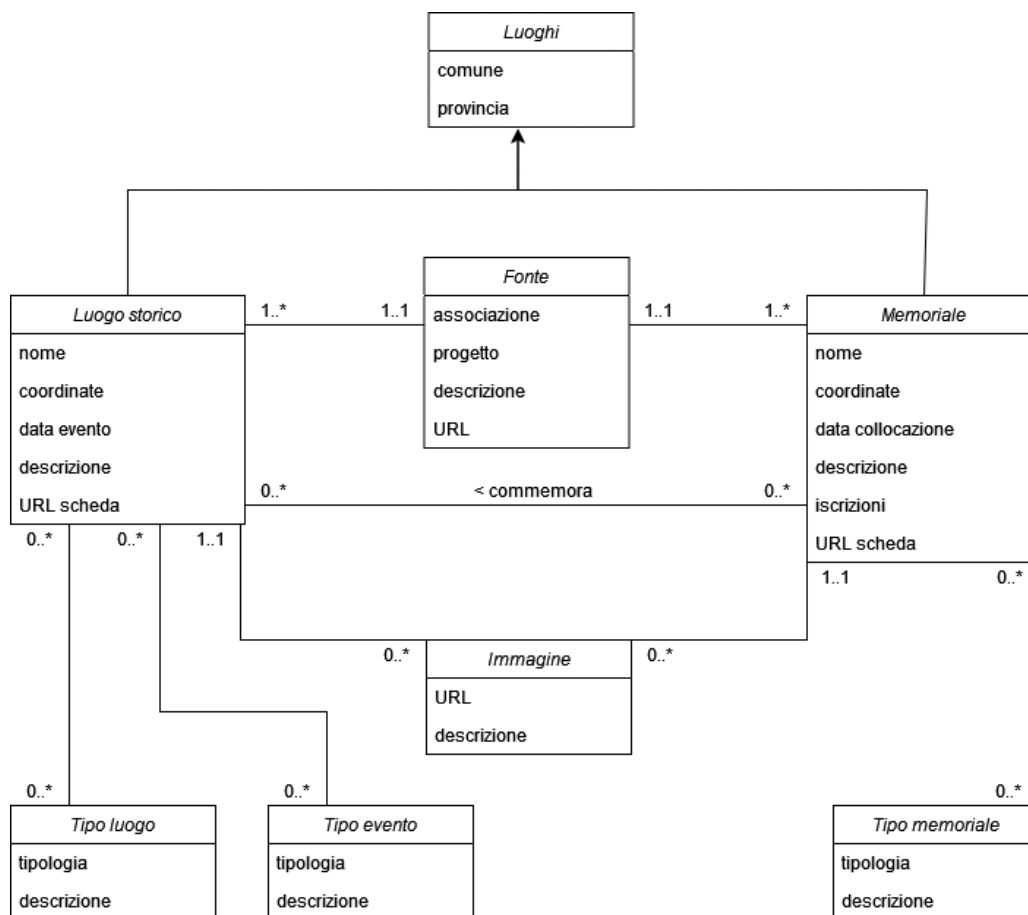 Luoghi
comune
provincia
Fonte
associazione
progetto
descrizione
URL
Luogo storico
nome
coordinate
data evento
descrizione
URL scheda
Memoriale
nome
coordinate
data collocazione
descrizione
iscrizioni
URL scheda
1..*
1..1
1..1
1..*
0..*
< commemora
0..*
0..*
0..*
1..1
1..1
0..*
0..*
0..*
Immagine
URL
descrizione
0..*
0..*
0..*
Tipo luogo
tipologia
descrizione
Tipo evento
tipologia
descrizione
Tipo memoriale
tipologia
descrizione